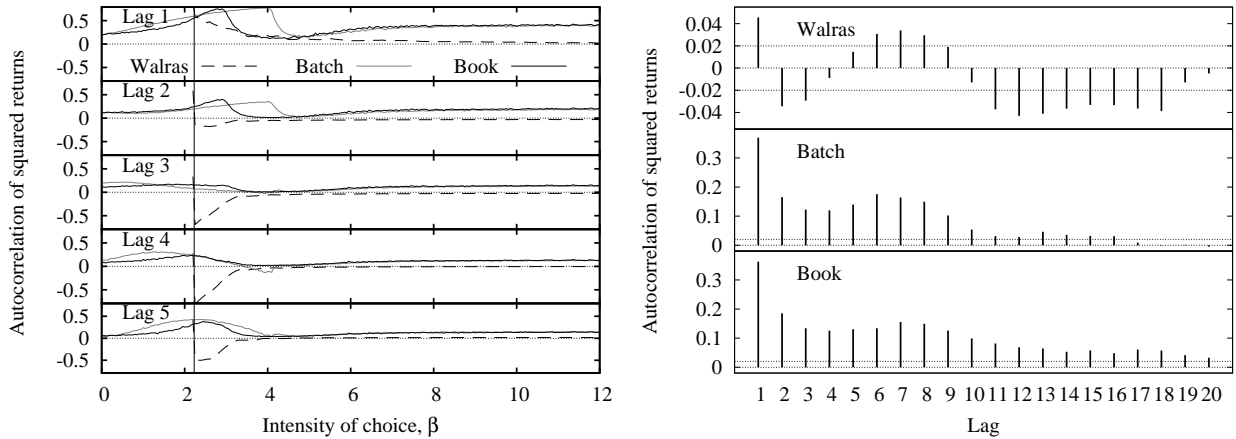 Autocorrelation of squared returns
Lag 1
0.5
0
0.5
Walras Batch Book
Lag 2
0.5
0
-0.5
Lag 3
0.5
0
-0.5
Lag 4
0.5
0
-0.5
Lag 5
0.5
0
-0.5
0 2 4 6 8 10 12
Intensity of choice, β
Autocorrelation of squared returns
Walras
0.04
0.02
0
-0.02
-0.04
Batch
0.3
0.2
0.1
0
Book
0.3
0.2
0.1
0
1 2 3 4 5 6 7 8 9 10 11 12 13 14 15 16 17 18 19 20
Lag